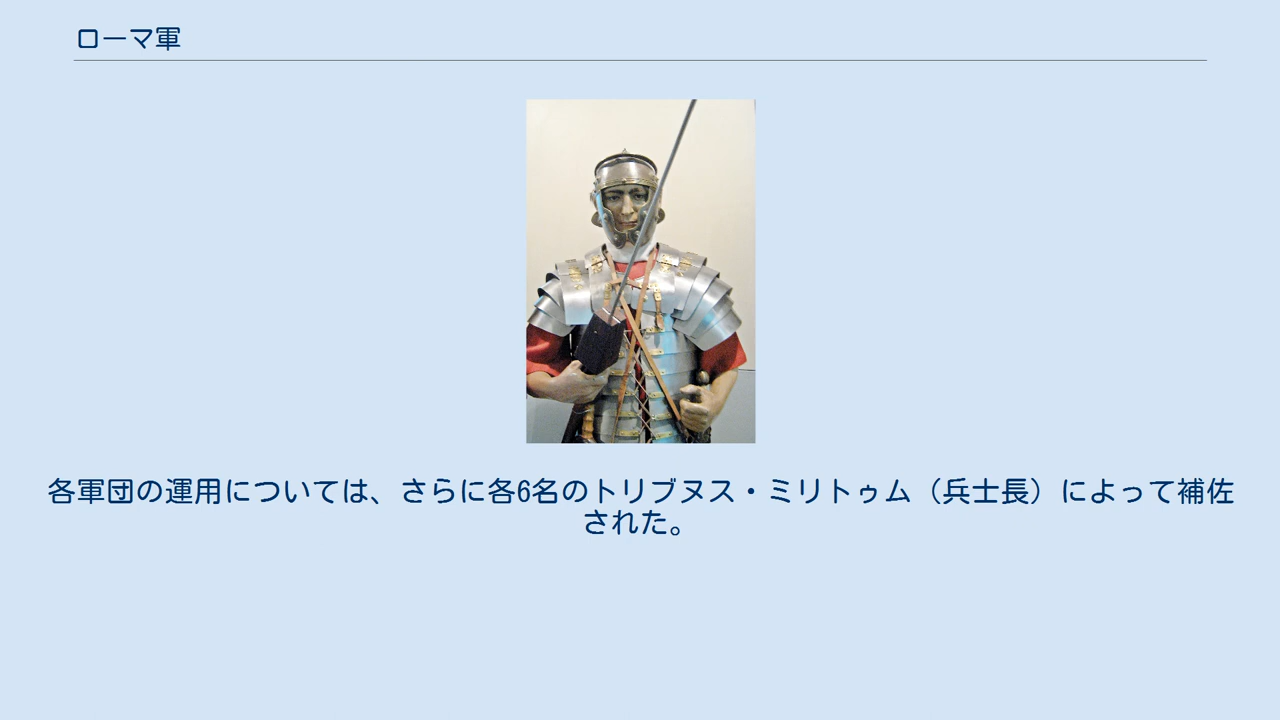 ローマ軍
各軍団の運用については、さらに各6名のトリブヌス・ミリトゥム（兵士長）によって補佐
された。